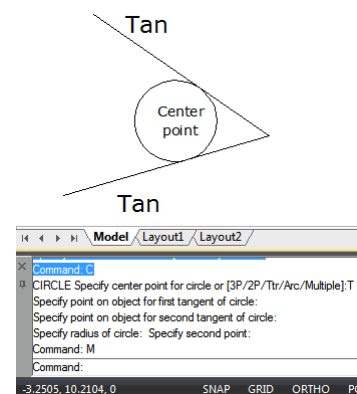 Tan
Center
point
Tan
Model Layout1 Layout2
Command: C
CIRCLE Specify center point for circle or [3P/2P/Ttr/Arc/Multiple]:T
Specify point on object for first tangent of circle:
Specify point on object for second tangent of circle:
Specify radius of circle: Specify second point:
Command: M
Command:
-3.2505, 10.2104, 0 SNAP GRID ORTHO